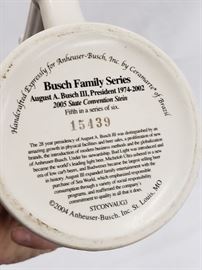 Handcrafted Expressly for Anheuser-Busch, Inc. by Ceramarte® of Brazil
Busch Family Series
August A. Busch III, President 1974-2002
2005 State Convention Stein
Fifth in a series of six.
15439
The 28 year presidency of August A. Busch III was distinguished by an
amazing growth in physical facilities and beer sales, a proliferation of new
brands, the introduction of modern business methods and the globalization
of Anheuser-Busch. Under his stewardship, Bud Light was introduced and
became the world's leading light beer. Michelob Ultra ushered in a new
era of low carb beers, and Budweiser became the largest selling beer
in history. August III expanded family entertainment with the
purchase of Sea World, which embraced responsible
consumption through a variety of social responsibility
programs, and reaffirmed the company's
commitment to quality in all that it does.
STCONVAUG3
©2004 Anheuser-Busch, Inc. St. Louis, MO